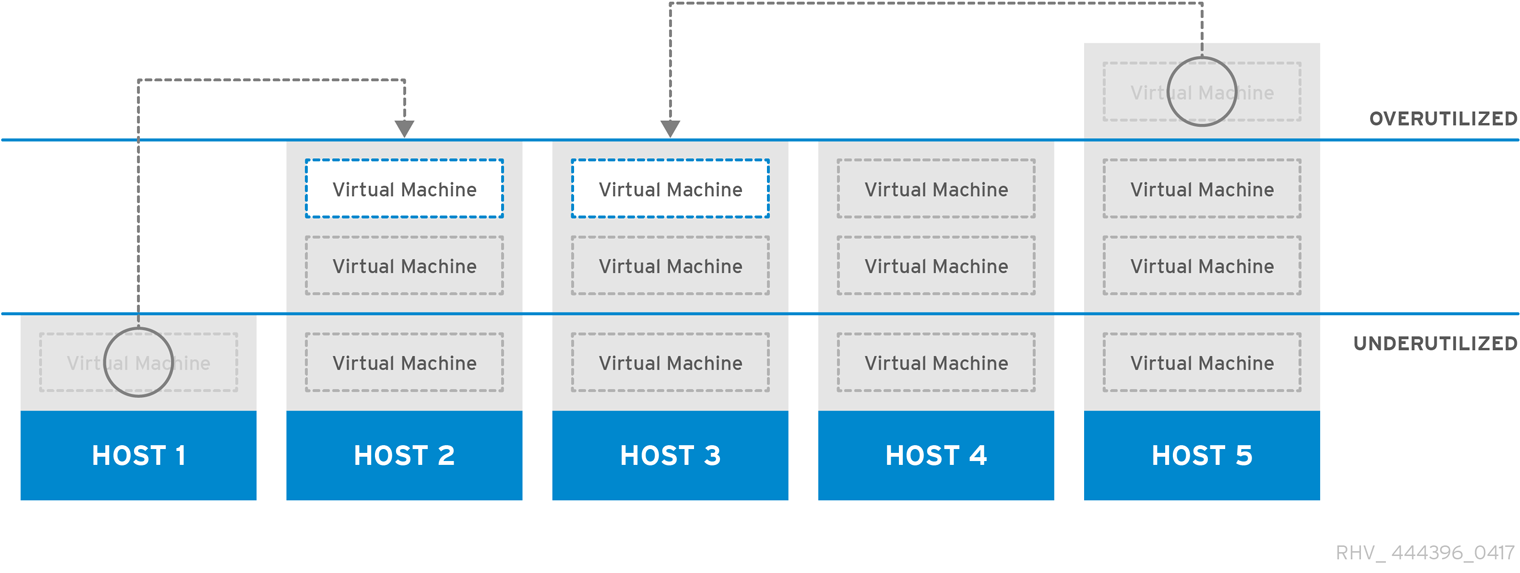 Virtual Machine
OVERUTILIZED
Virtual Machine Virtual Machine Virtual Machine Virtual Machine
Virtual Machine Virtual Machine Virtual Machine Virtual Machine
UNDERUTILIZED
Virtual Machine Virtual Machine Virtual Machine Virtual Machine Virtual Machine
HOST 1 HOST 2 HOST 3 HOST 4 HOST 5
RHV_ 444396_0417